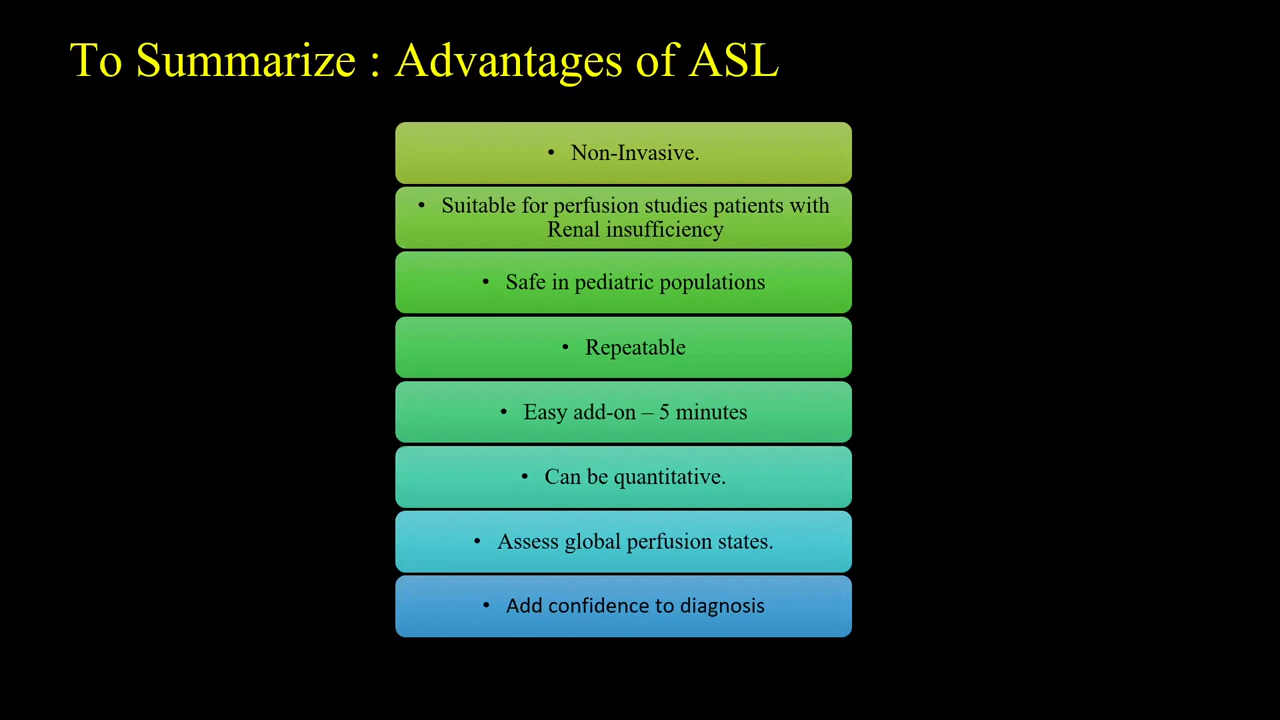 To Summarize : Advantages of ASL
• Non-Invasive.
• Suitable for perfusion studies patients with
Renal insufficiency
• Safe in pediatric populations
• Repeatable
• Easy add-on – 5 minutes
• Can be quantitative.
• Assess global perfusion states.
• Add confidence to diagnosis